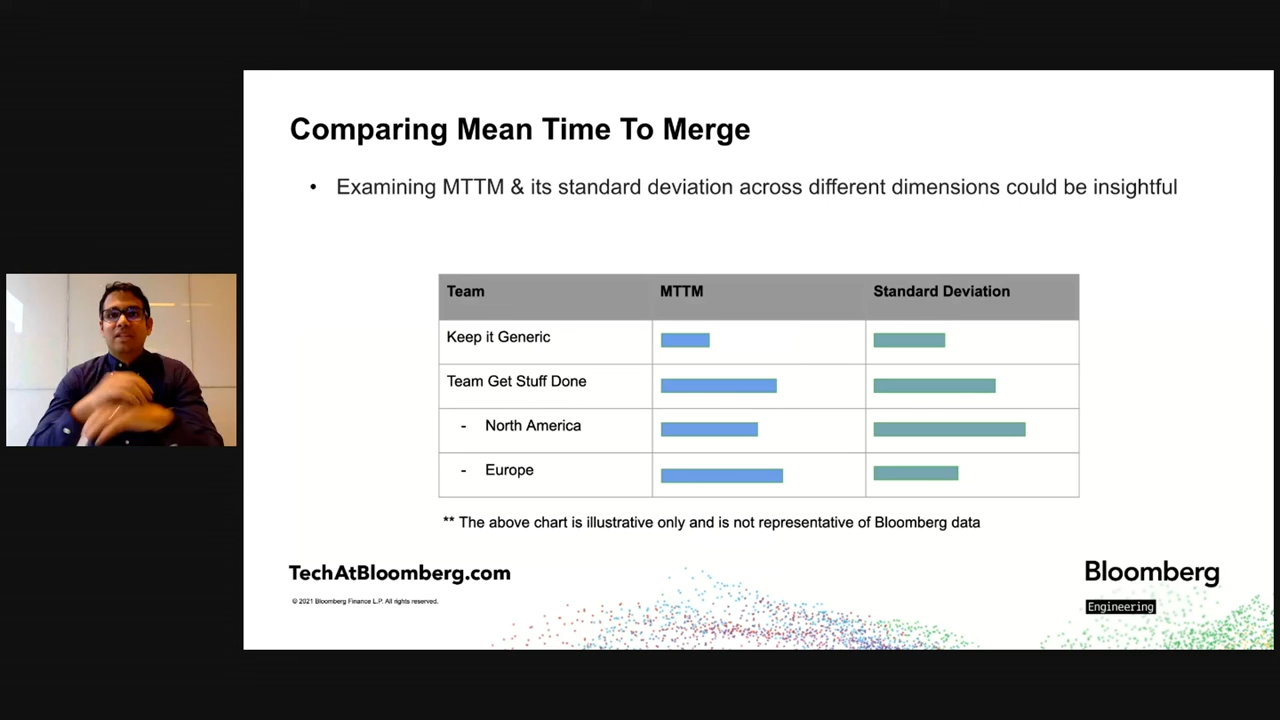 Comparing Mean Time To Merge
• Examining MTTM & its standard deviation across different dimensions could be insightful
Team MTTM Standard Deviation
Keep it Generic
Team Get Stuff Done
- North America
- Europe
** The above chart is illustrative only and is not representative of Bloomberg data
TechAtBloomberg.com
© 2021 Bloomberg Finance L.P. All rights reserved.
Bloomberg
Engineering